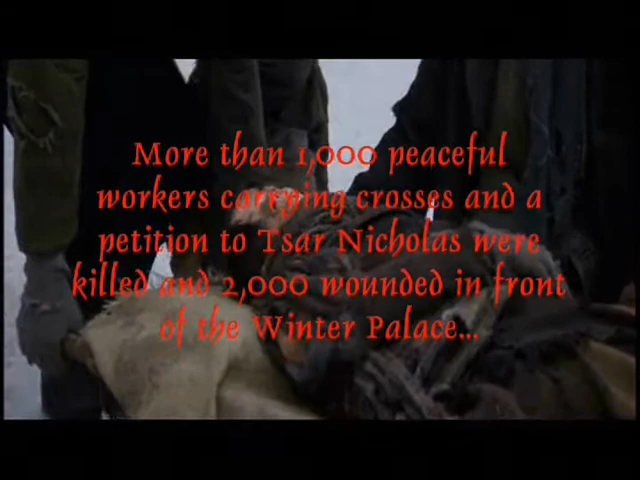 More than 1,000 peaceful
workers carrying crosses and a
petition to Tsar Nicholas were
killed and 2,000 wounded in front
of the Winter Palace...